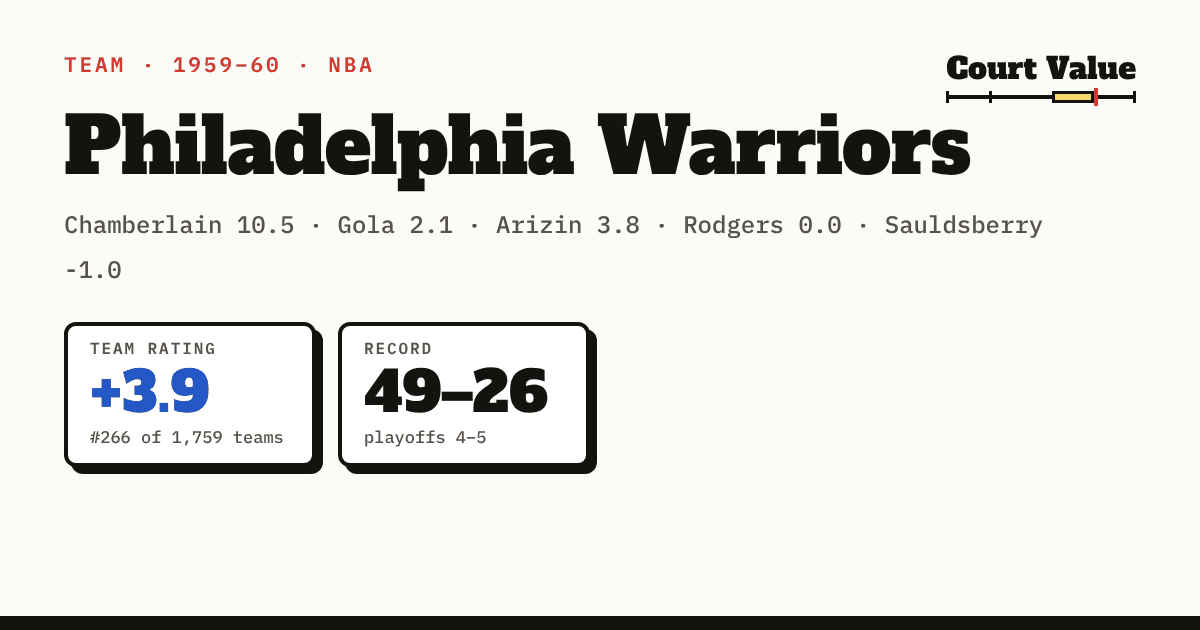 TEAM · 1959–60 · NBA
Court Value
Philadelphia Warriors
Chamberlain 10.5 · Gola 2.1 · Arizin 3.8 · Rodgers 0.0 · Sauldsberry
-1.0
TEAM RATING
+3.9
#266 of 1,759 teams
RECORD
49–26
playoffs 4–5